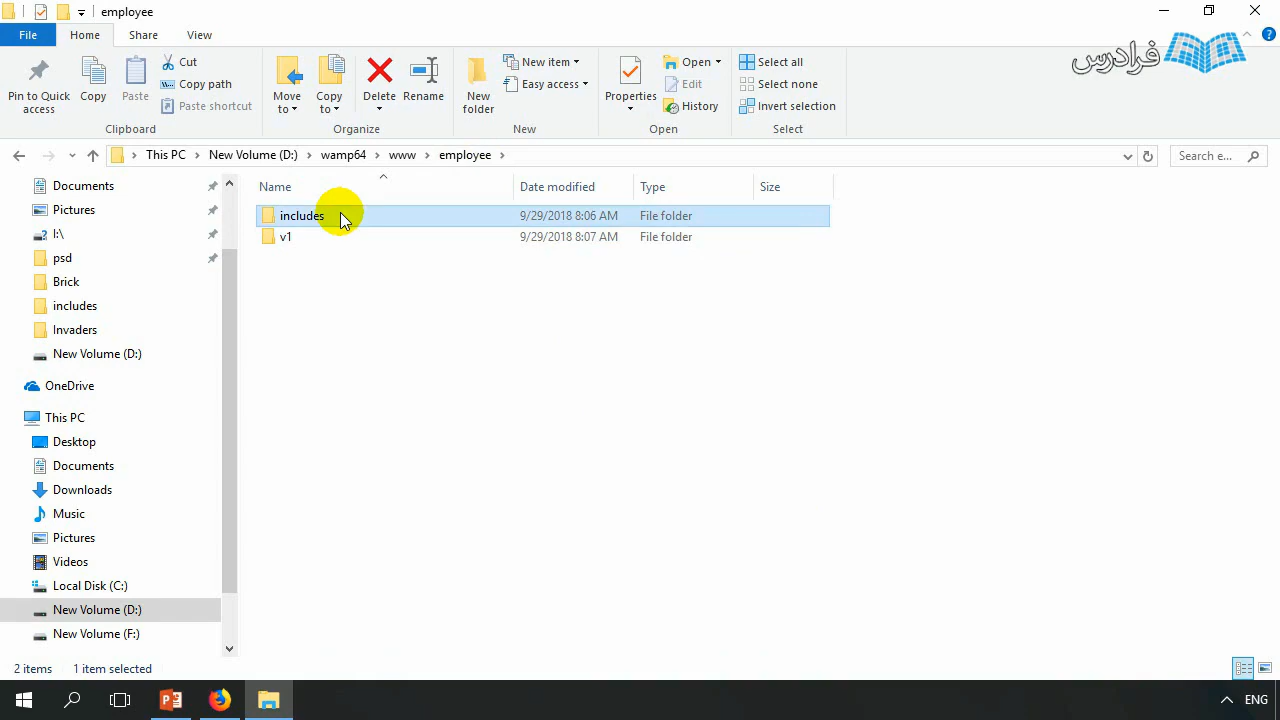 employee
File Home Share View
Pin to Quick access
Copy
Paste
Cut
Copy path
Paste shortcut
Clipboard
Move to
Copy to
Delete
Rename
Organize
New folder
New item
Easy access
New
Properties
Open
Edit
History
Open
Select all
Select none
Invert selection
Select
فرادرس
This PC New Volume (D:) wamp64 www employee
Search e...
Documents
Pictures
I:\
psd
Brick
includes
Invaders
New Volume (D:)
OneDrive
This PC
Desktop
Documents
Downloads
Music
Pictures
Videos
Local Disk (C:)
New Volume (D:)
New Volume (F:)
Name Date modified Type Size
includes 9/29/2018 8:06 AM File folder
v1 9/29/2018 8:07 AM File folder
2 items 1 item selected
ENG